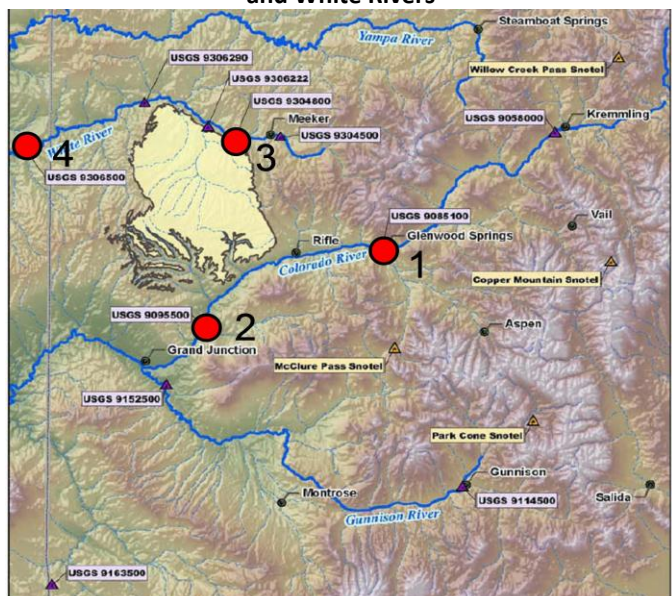 and White Rivers
Steamboat Springs
Yampa River
USGS 9306290
Willow Creek Pass Snotel
USGS 9306222
USGS 9304800
Meeker
USGS 9058000
Kremmling
4
White River
3
USGS 9304500
USGS 9306500
USGS 9085100
Vail
Rifle
Glenwood Springs
Colorado River
1
Copper Mountain Snotel
USGS 9095500
2
Aspen
Grand Junction
McClure Pass Snotel
USGS 9152500
Park Cone Snotel
Gunnison
Montrose
USGS 9114500
Salida
Gunnison River
USGS 9163500